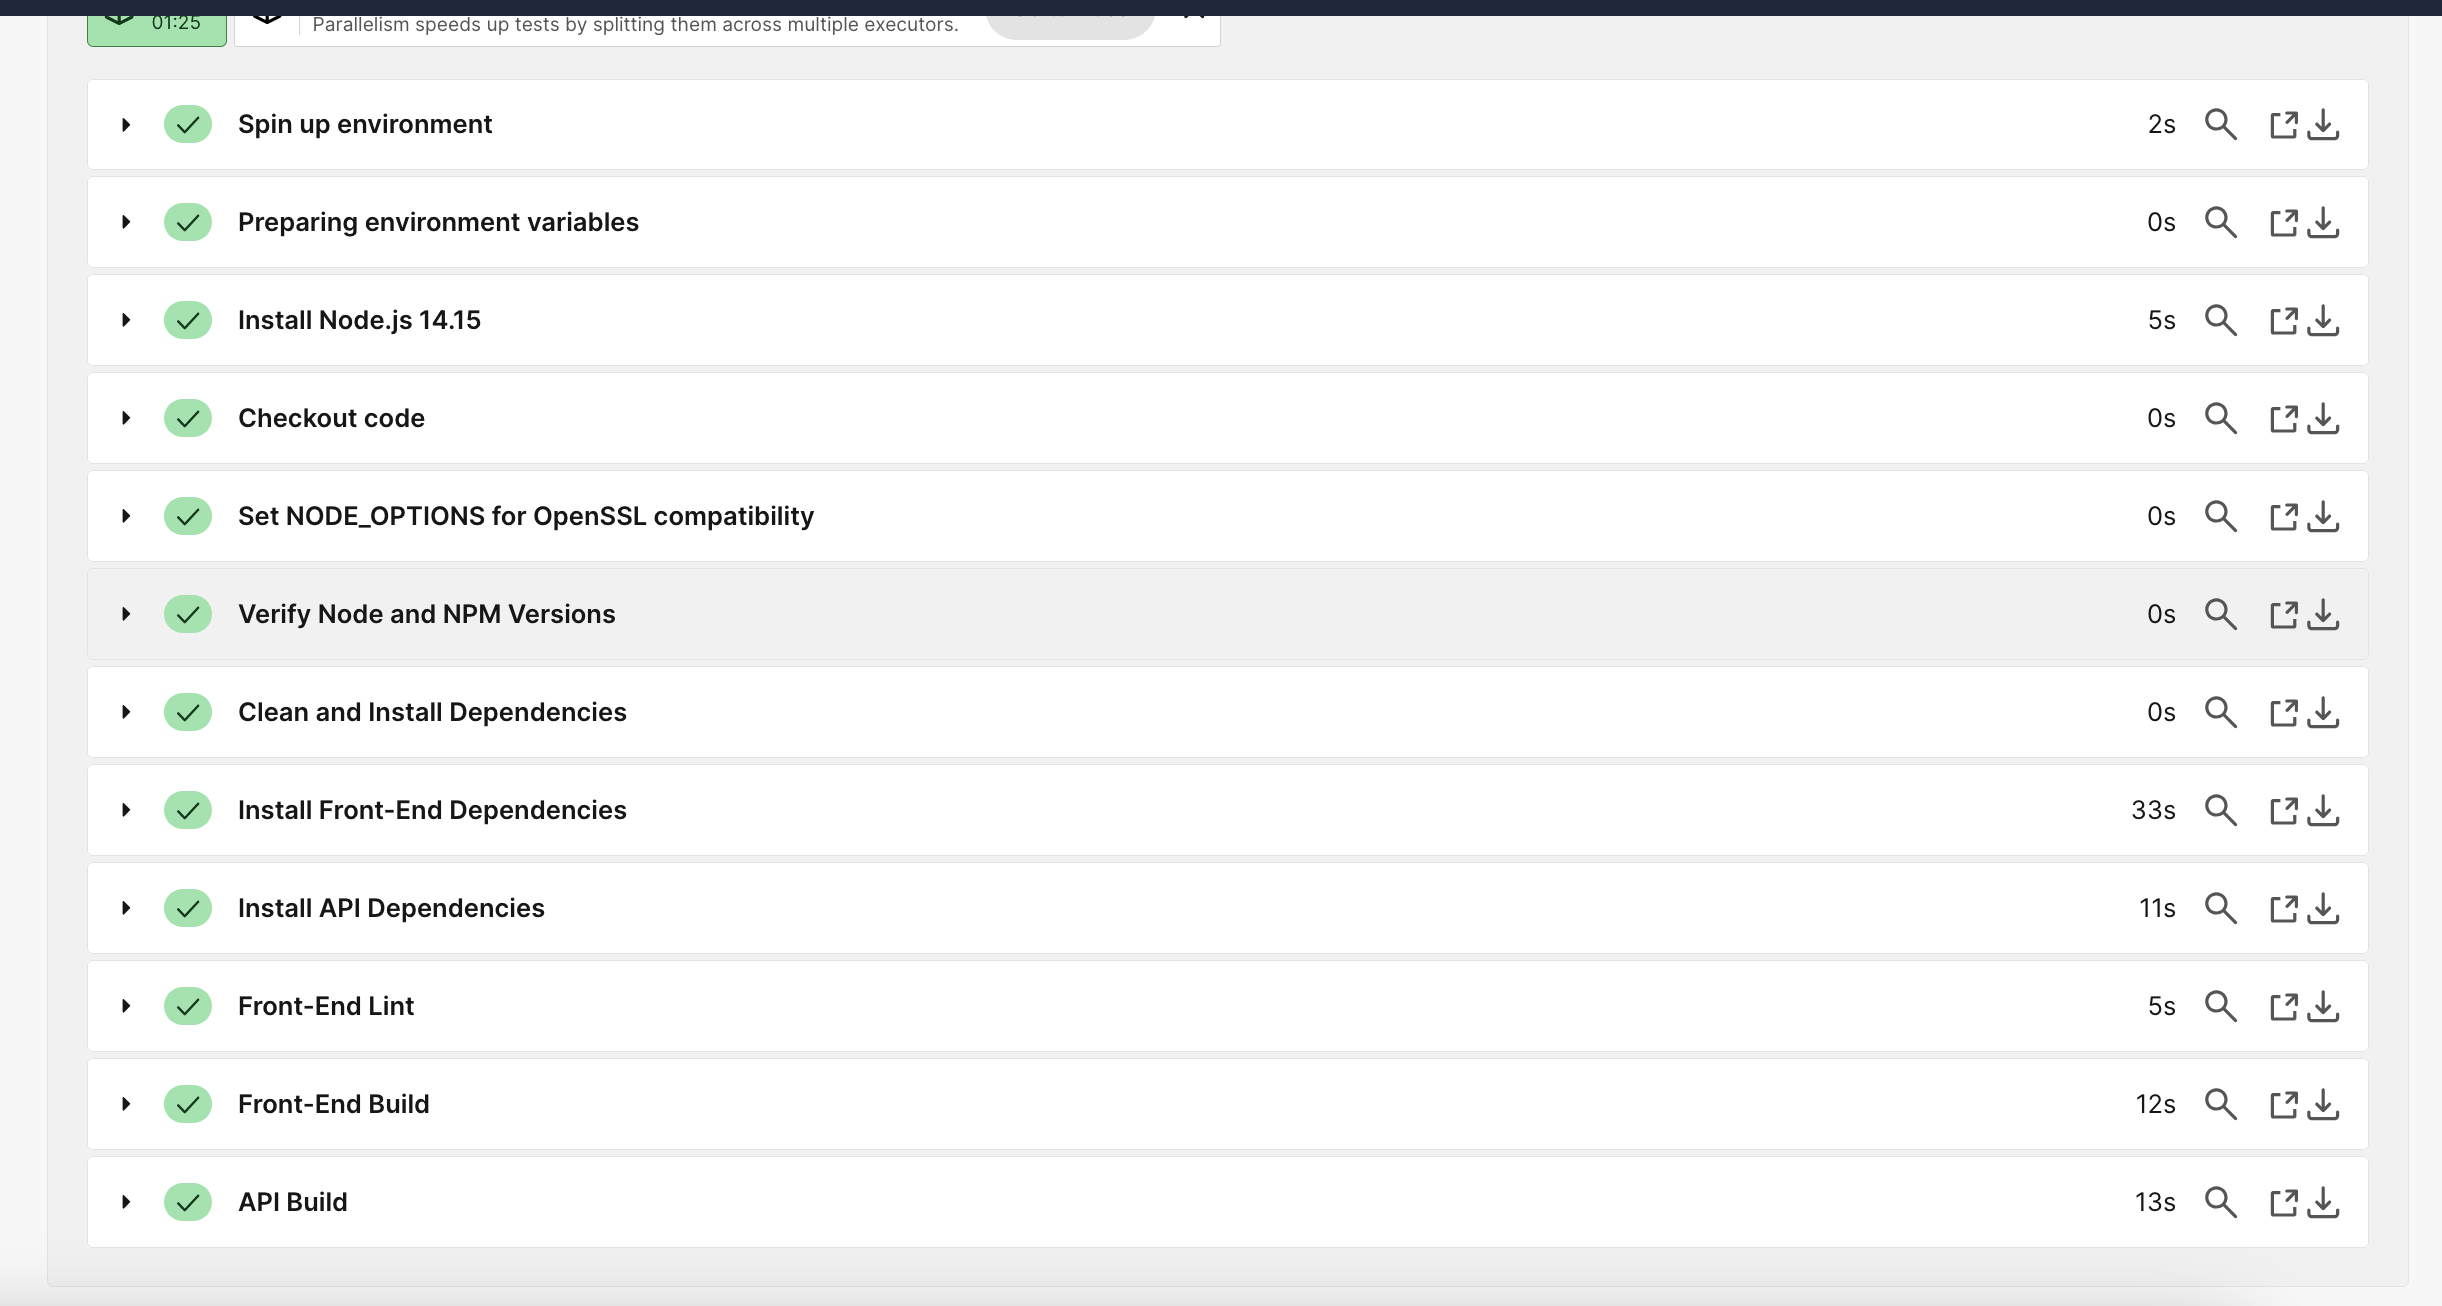 01:25
Parallelism speeds up tests by splitting them across multiple executors.
Spin up environment 2s
Preparing environment variables 0s
Install Node.js 14.15 5s
Checkout code 0s
Set NODE_OPTIONS for OpenSSL compatibility 0s
Verify Node and NPM Versions 0s
Clean and Install Dependencies 0s
Install Front-End Dependencies 33s
Install API Dependencies 11s
Front-End Lint 5s
Front-End Build 12s
API Build 13s